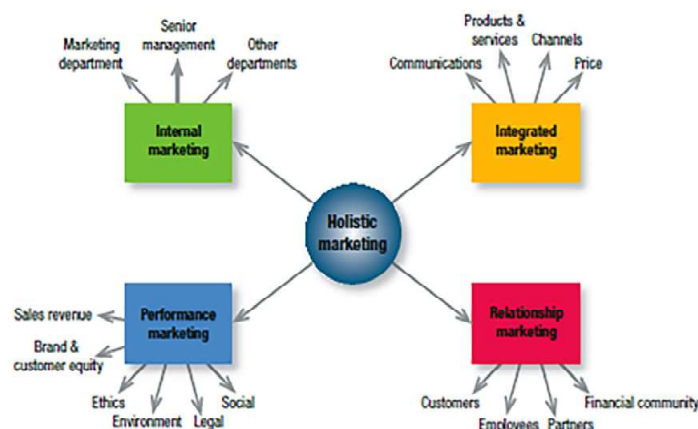 Marketing
department
Senior
management
Other
departments
Internal
marketing
Communications
Products &
services
Channels
Price
Integrated
marketing
Holistic
marketing
Performance
marketing
Sales revenue
Brand &
customer equity
Ethics
Environment
Legal
Social
Relationship
marketing
Customers
Employees
Partners
Financial community